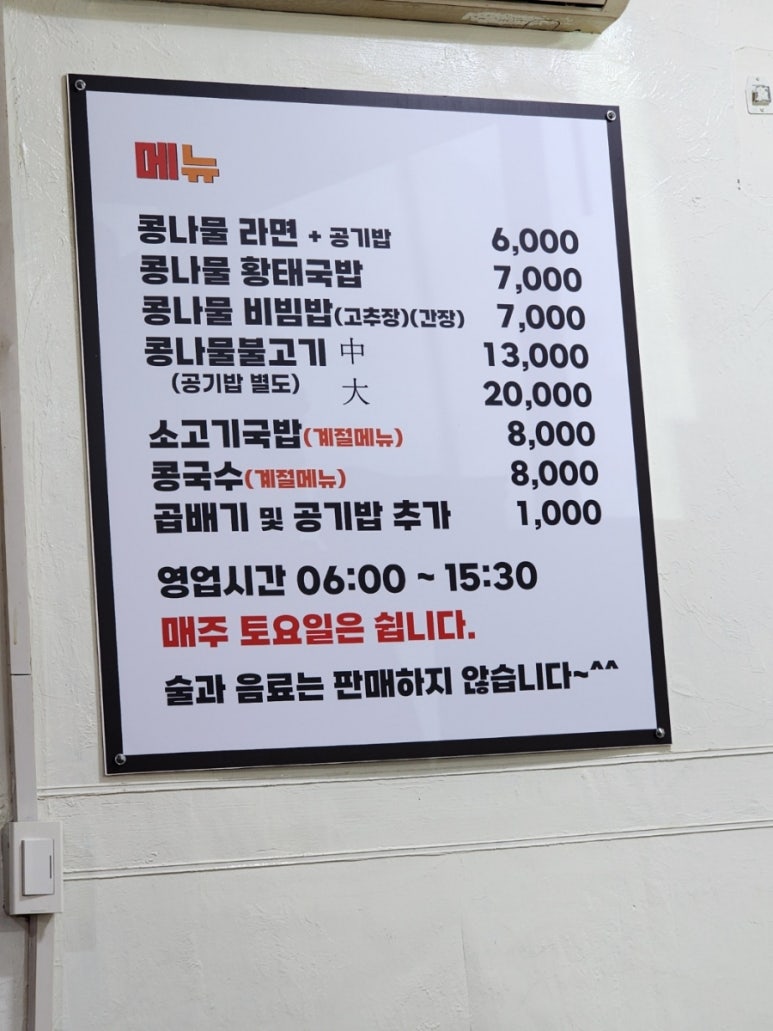 메뉴
콩나물 라면 + 공기밥 6,000
콩나물 황태국밥 7,000
콩나물 비빔밥(고추장)(간장) 7,000
콩나물불고기 中 13,000
(공기밥 별도) 大 20,000
소고기국밥(계절메뉴) 8,000
콩국수(계절메뉴) 8,000
곱배기 및 공기밥 추가 1,000
영업시간 06:00 ~ 15:30
매주 토요일은 쉽니다.
술과 음료는 판매하지 않습니다~^^